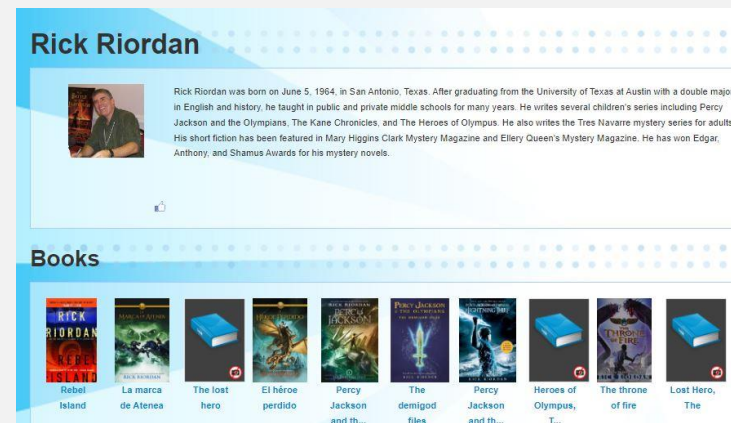 Rick Riordan
Rick Riordan was born on June 5, 1964, in San Antonio, Texas. After graduating from the University of Texas at Austin with a double major
in English and history, he taught in public and private middle schools for many years. He writes several children's series including Percy
Jackson and the Olympians, The Kane Chronicles, and The Heroes of Olympus. He also writes the Tres Navarre mystery series for adults.
His short fiction has been featured in Mary Higgins Clark Mystery Magazine and Ellery Queen's Mystery Magazine. He has won Edgar,
Anthony, and Shamus Awards for his mystery novels.
Books
RICK
RIORDAN
REBEL
ISLAND
RICK RIORDAN
PERCY JACKSON
LIGHTNING THIEF
THRONE
OF FIRE
RICK RIORDAN
Rebel
Island
La marca
de Atenea
The lost
hero
El héroe
perdido
Percy
Jackson
and th...
The
demigod
files
Percy
Jackson
and th...
Heroes of
Olympus,
T...
The throne
of fire
Lost Hero,
The